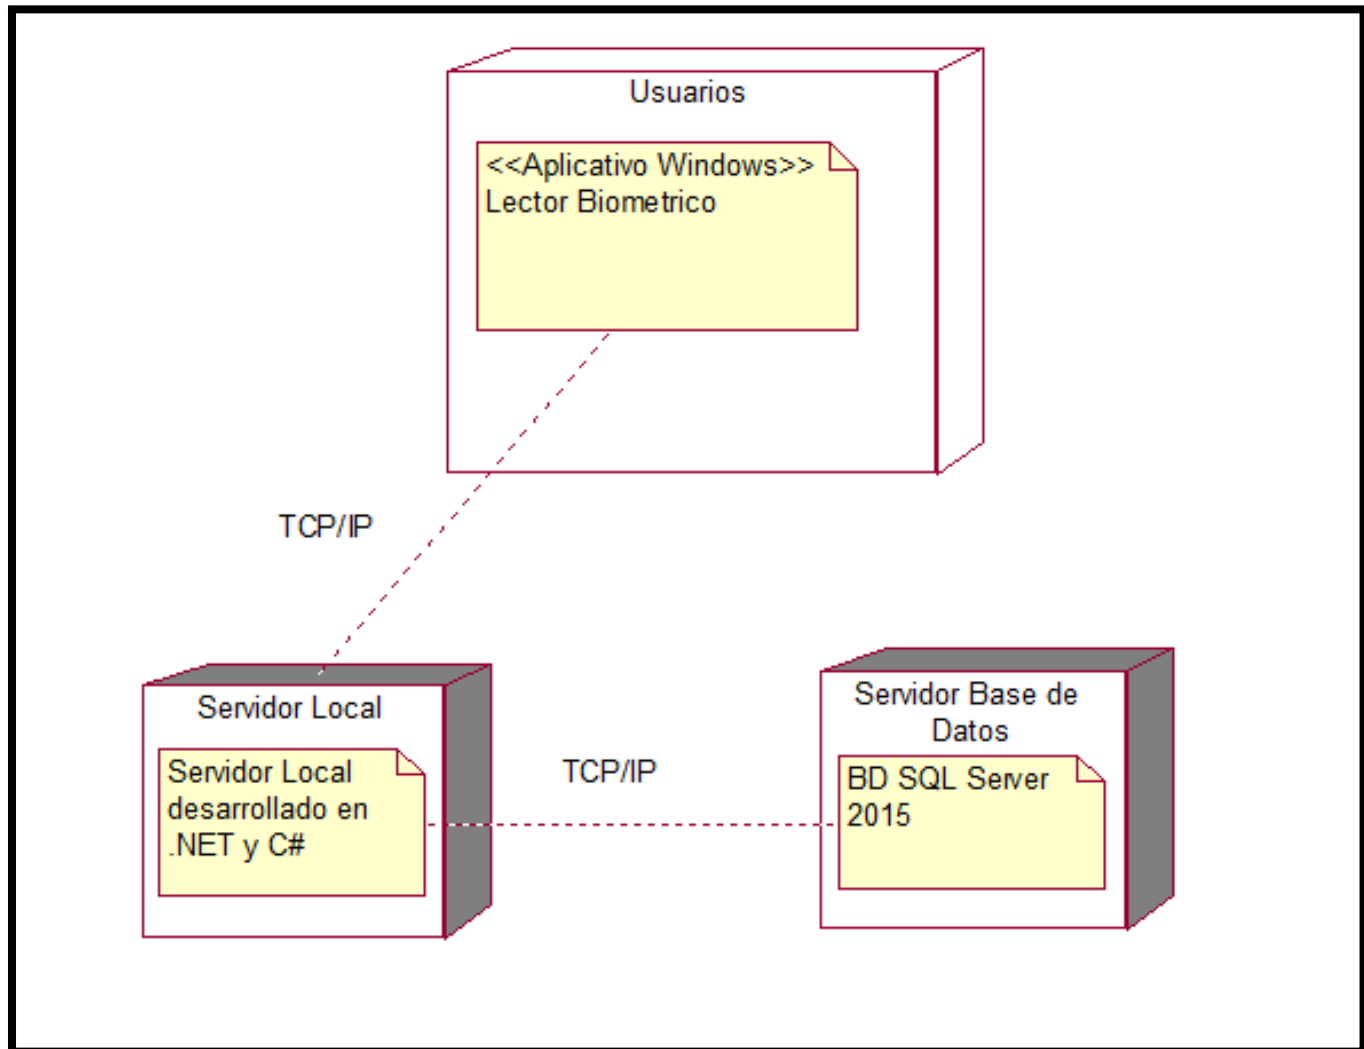 Usuarios
<<Aplicativo Windows>>
Lector Biometrico
TCP/IP
Servidor Local
Servidor Local
desarrollado en
.NET y C#
TCP/IP
Servidor Base de
Datos
BD SQL Server
2015